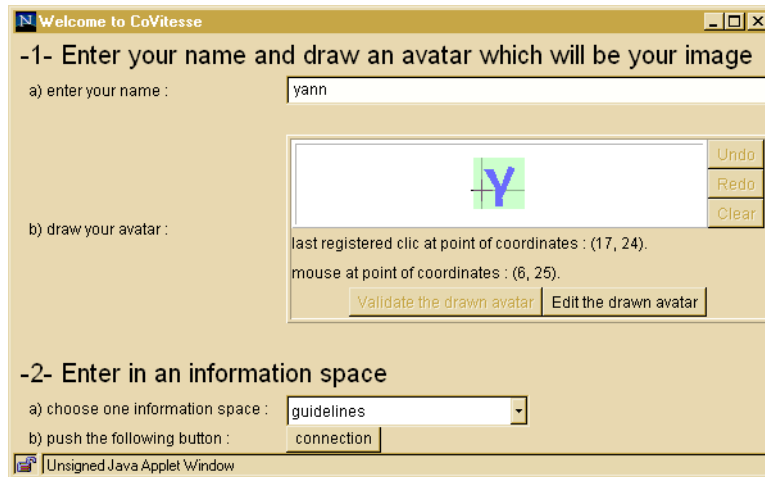 Welcome to CoVitesse
-1- Enter your name and draw an avatar which will be your image
a) enter your name : yann
Undo
Y
Redo
Clear
b) draw your avatar :
last registered clic at point of coordinates : (17, 24).
mouse at point of coordinates : (6, 25).
Validate the drawn avatar Edit the drawn avatar
-2- Enter in an information space
a) choose one information space : guidelines
b) push the following button : connection
Unsigned Java Applet Window